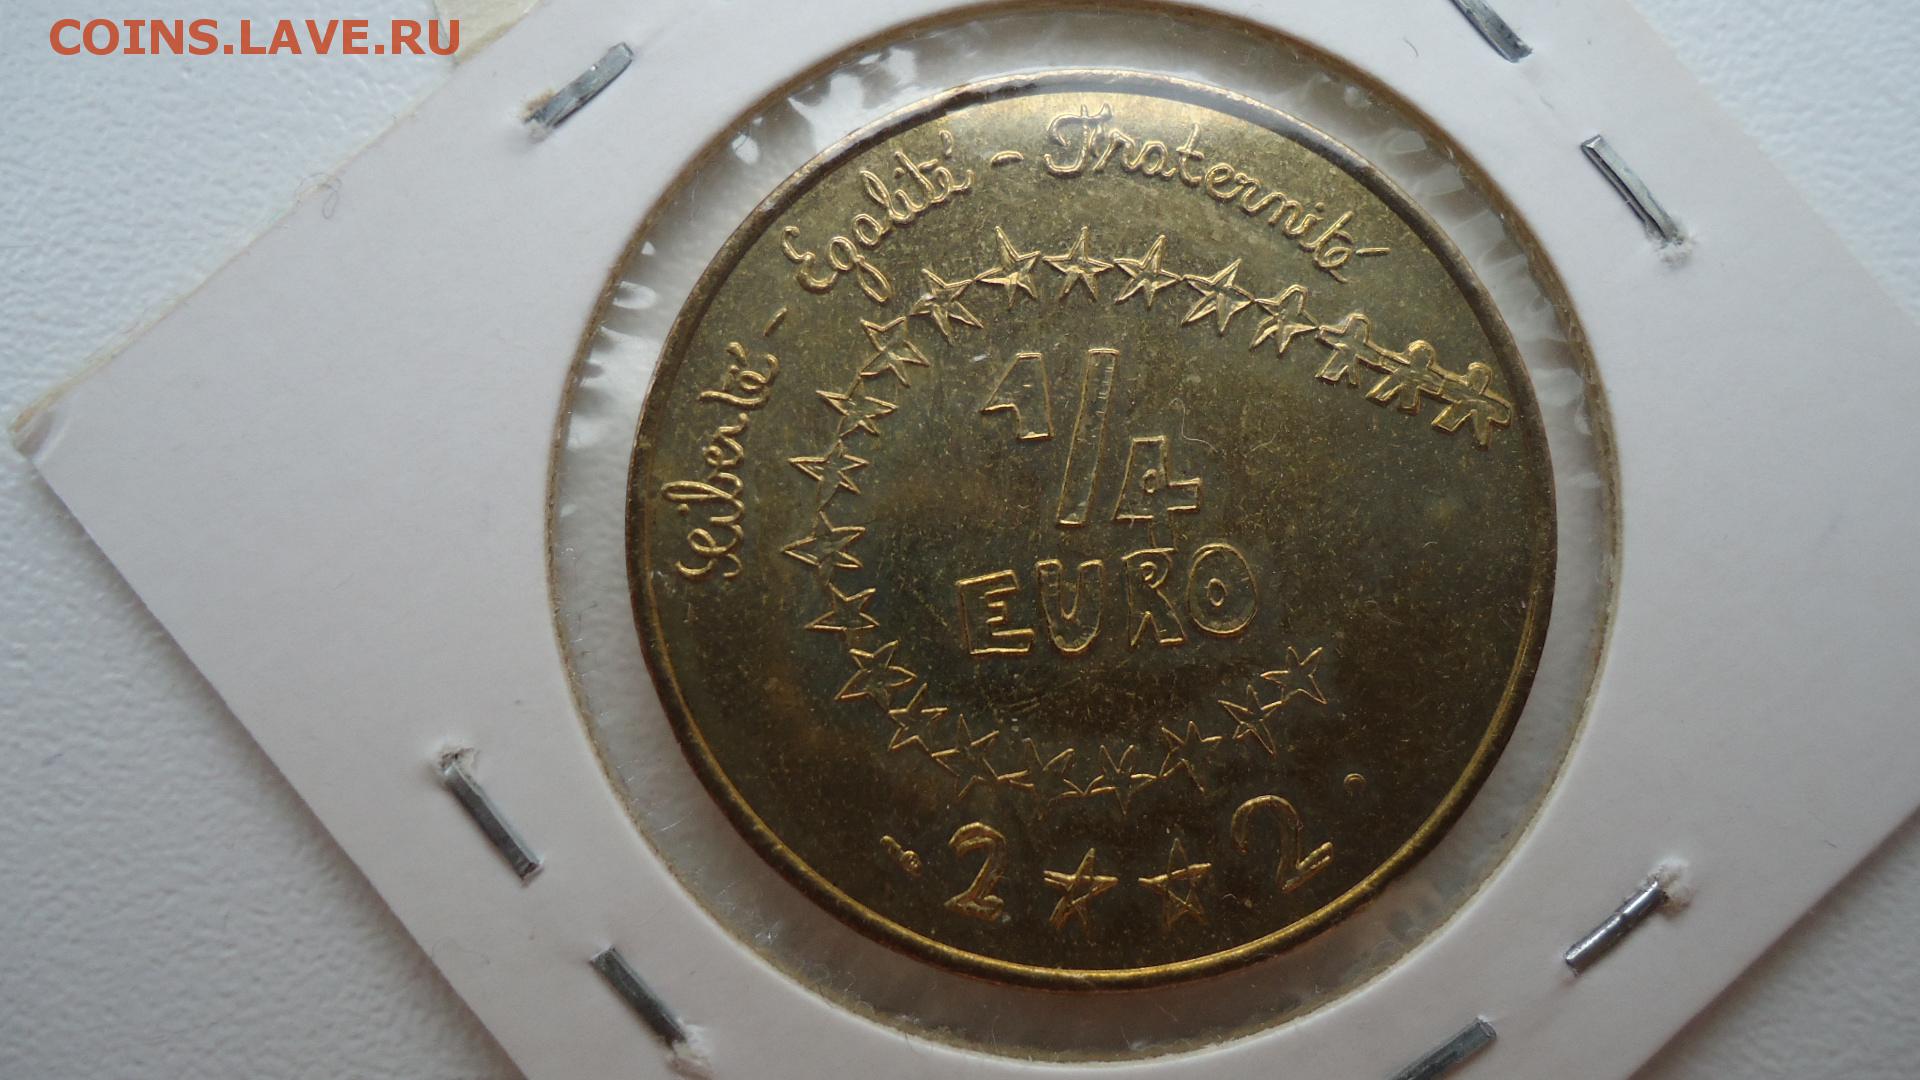 COINS.LAVE.RU
Liberté - Egalité - Fraternité
1/4
EURO
2 2